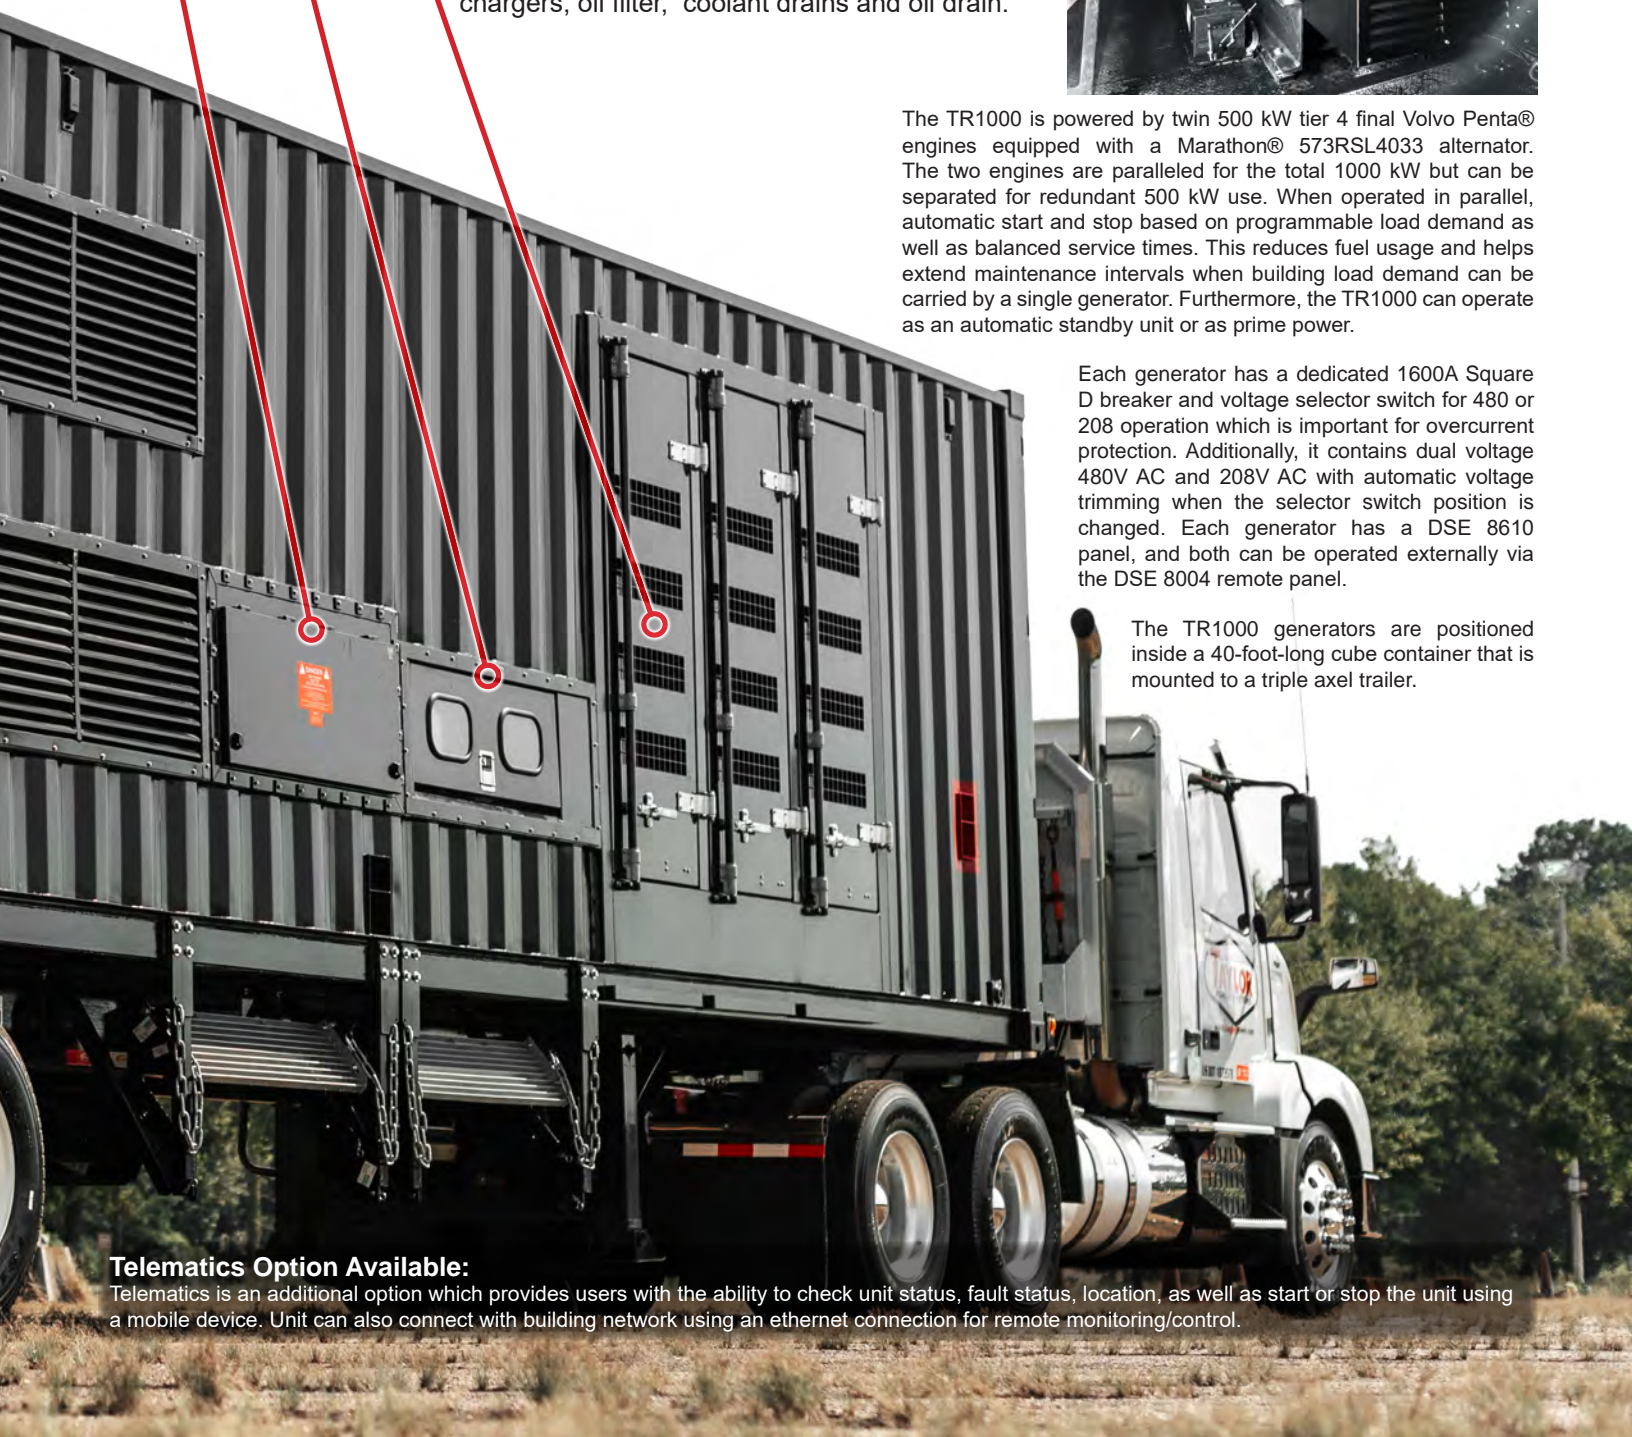 chargers, oil filter, coolant drains and oil drain.
The TR1000 is powered by twin 500 kW tier 4 final Volvo Penta®
engines equipped with a Marathon® 573RSL4033 alternator.
The two engines are paralleled for the total 1000 kW but can be
separated for redundant 500 kW use. When operated in parallel,
automatic start and stop based on programmable load demand as
well as balanced service times. This reduces fuel usage and helps
extend maintenance intervals when building load demand can be
carried by a single generator. Furthermore, the TR1000 can operate
as an automatic standby unit or as prime power.
Each generator has a dedicated 1600A Square
D breaker and voltage selector switch for 480 or
208 operation which is important for overcurrent
protection. Additionally, it contains dual voltage
480V AC and 208V AC with automatic voltage
trimming when the selector switch position is
changed. Each generator has a DSE 8610
panel, and both can be operated externally via
the DSE 8004 remote panel.
The TR1000 generators are positioned
inside a 40-foot-long cube container that is
mounted to a triple axel trailer.
DANGER
TAYLOR
Telematics Option Available:
Telematics is an additional option which provides users with the ability to check unit status, fault status, location, as well as start or stop the unit using
a mobile device. Unit can also connect with building network using an ethernet connection for remote monitoring/control.